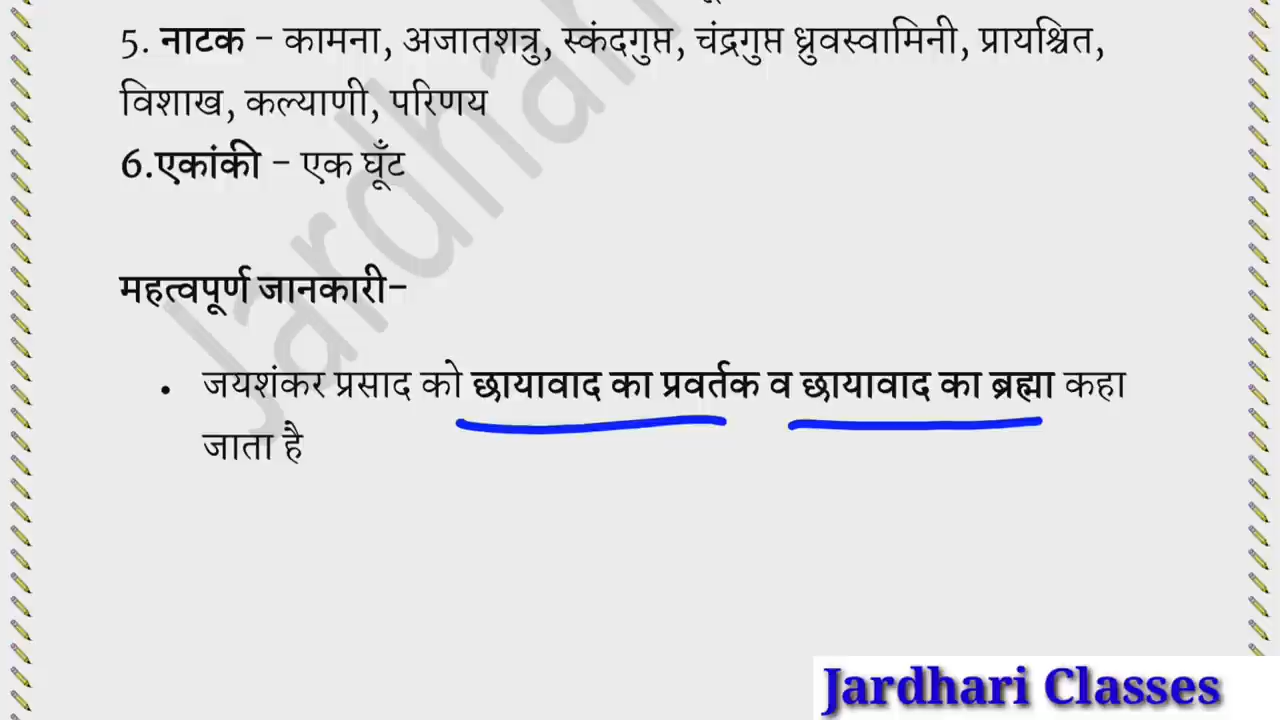 5. नाटक - कामना, अजातशत्रु, स्कंदगुप्त, चंद्रगुप्त ध्रुवस्वामिनी, प्रायश्चित,
विशाख, कल्याणी, परिणय
6.एकांकी - एक घूँट
महत्वपूर्ण जानकारी-
• जयशंकर प्रसाद को छायावाद का प्रवर्तक व छायावाद का ब्रह्मा कहा
जाता है
Jardhari Classes